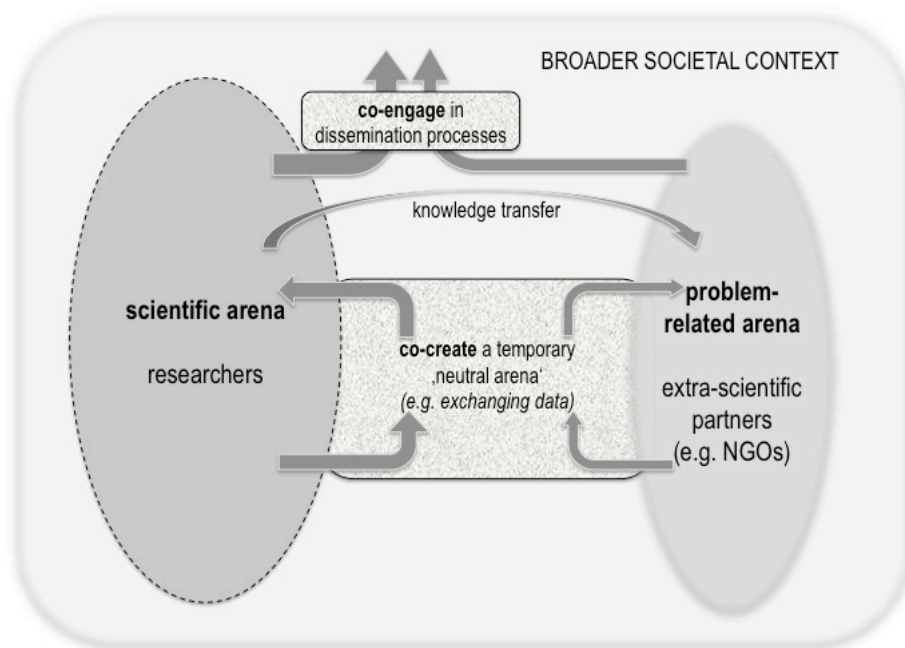 BROADER SOCIETAL CONTEXT
co-engage in
dissemination processes
knowledge transfer
scientific arena
researchers
co-create a temporary
‚neutral arena‘
(e.g. exchanging data)
problem-
related arena
extra-scientific
partners
(e.g. NGOs)